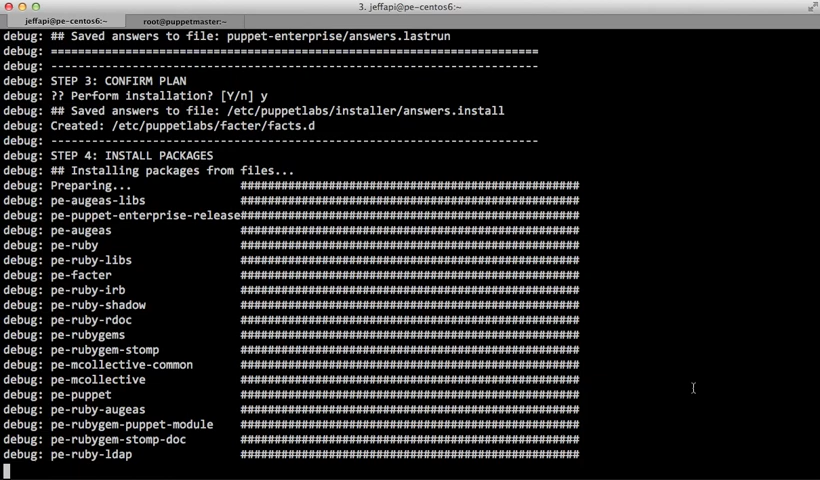 3. jeffapi@pe-centos6:~
jeffapi@pe-centos6:~
root@puppetmaster:~
debug: ## Saved answers to file: puppet-enterprise/answers.lastrun
debug: ========================================================================
debug: ------------------------------------------------------------------------
debug: STEP 3: CONFIRM PLAN
debug: ?? Perform installation? [Y/n] y
debug: ## Saved answers to file: /etc/puppetlabs/installer/answers.install
debug: Created: /etc/puppetlabs/facter/facts.d
debug: ------------------------------------------------------------------------
debug: STEP 4: INSTALL PACKAGES
debug: ## Installing packages from files...
debug: Preparing... ##################################################
debug: pe-augeas-libs ##################################################
debug: pe-puppet-enterprise-release##################################################
debug: pe-augeas ##################################################
debug: pe-ruby ##################################################
debug: pe-ruby-libs ##################################################
debug: pe-facter ##################################################
debug: pe-ruby-irb ##################################################
debug: pe-ruby-shadow ##################################################
debug: pe-ruby-rdoc ##################################################
debug: pe-rubygems ##################################################
debug: pe-rubygem-stomp ##################################################
debug: pe-mcollective-common ##################################################
debug: pe-mcollective ##################################################
debug: pe-puppet ##################################################
debug: pe-ruby-augeas ##################################################
debug: pe-rubygem-puppet-module ##################################################
debug: pe-rubygem-stomp-doc ##################################################
debug: pe-ruby-ldap ##################################################